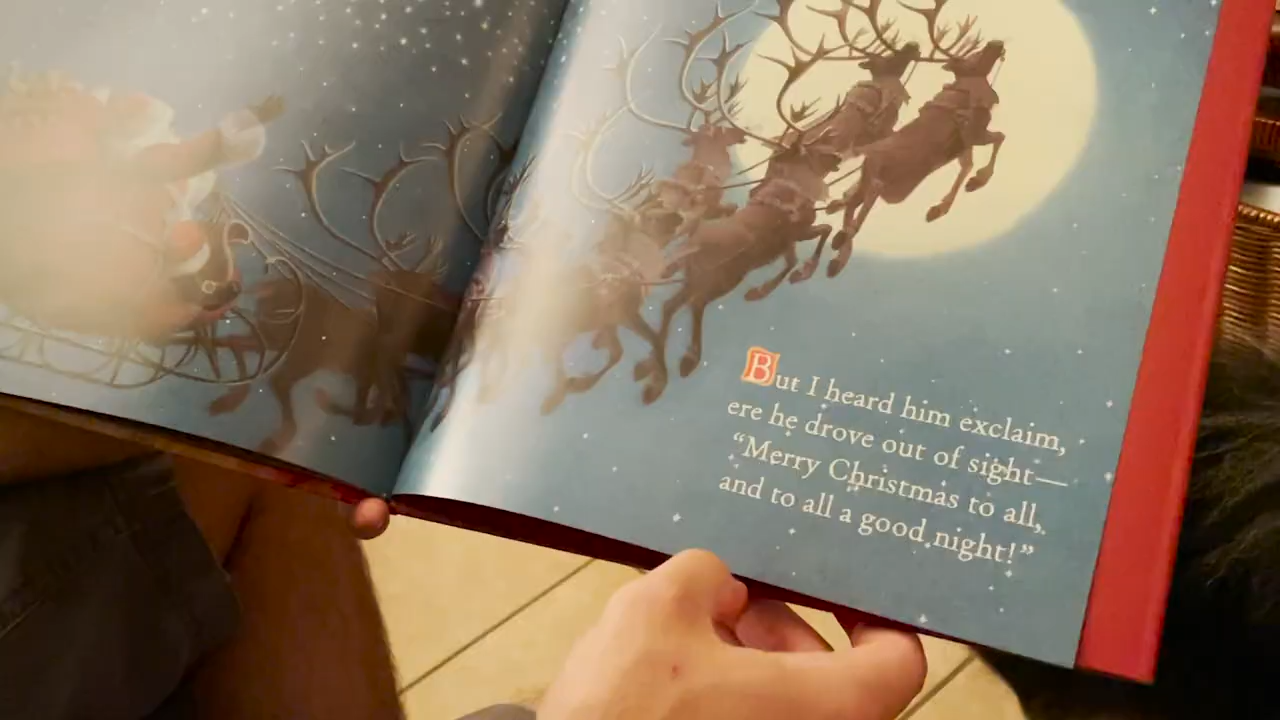 But I heard him exclaim,
ere he drove out of sight—
“Merry Christmas to all,
and to all a good night!”